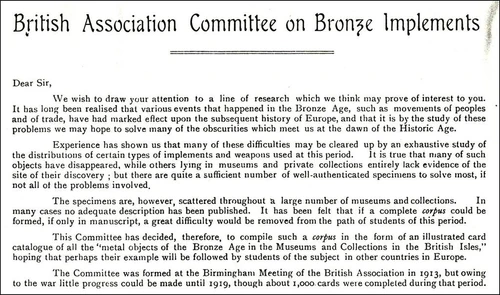 British Association Committee on Bronze Implements
Dear Sir,
We wish to draw your attention to a line of research which we think may prove of interest to you.
It has long been realised that various events that happened in the Bronze Age, such as movements of peoples
and of trade, have had marked effect upon the subsequent history of Europe, and that it is by the study of these
problems we may hope to solve many of the obscurities which meet us at the dawn of the Historic Age.
Experience has shown us that many of these difficulties may be cleared up by an exhaustive study of
the distributions of certain types of implements and weapons used at this period. It is true that many of such
objects have disappeared, while others lying in museums and private collections entirely lack evidence of the
site of their discovery ; but there are quite a sufficient number of well-authenticated specimens to solve most, if
not all of the problems involved.
The specimens are, however, scattered throughout a large number of museums and collections. In
many cases no adequate description has been published. It has been felt that if a complete corpus could be
formed, if only in manuscript, a great difficulty would be removed from the path of students of this period.
This Committee has decided, therefore, to compile such a corpus in the form of an illustrated card
catalogue of all the "metal objects of the Bronze Age in the Museums and Collections in the British Isles,"
hoping that perhaps their example will be followed by students of the subject in other countries in Europe.
The Committee was formed at the Birmingham Meeting of the British Association in 1913, but owing
to the war little progress could be made until 1919, though about 1,000 cards were completed during that period.